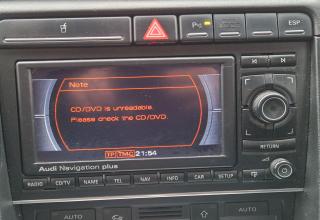 P
ESP
Note
CD/DVD is unreadable.
Please check the CD/DVD.
TP TMC 21:54
RETURN
Audi Navigation plus
RADIO CD/TV NAME TEL NAV INFO CAR SETUP
AUTO AUTO